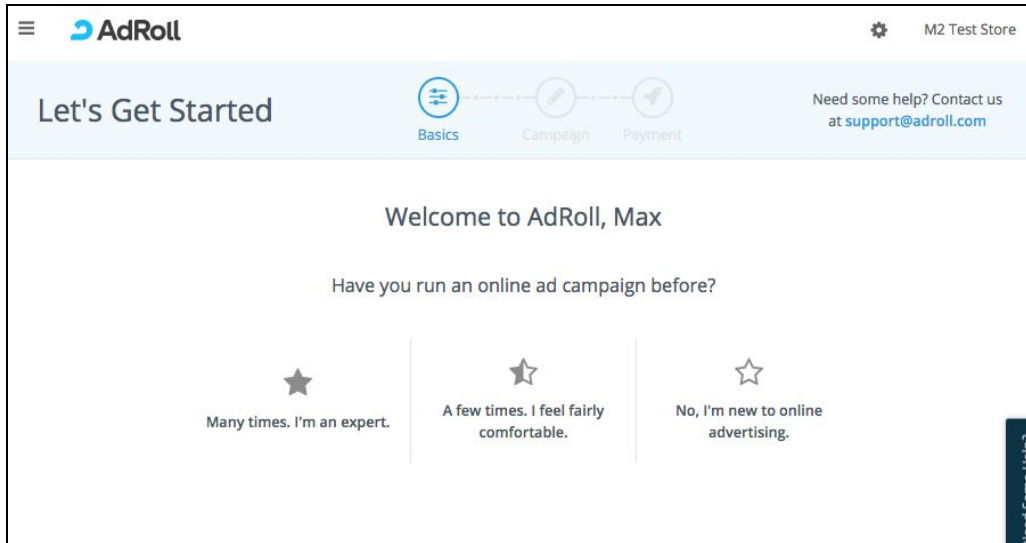 AdRoll
M2 Test Store
Let's Get Started
Basics
Campaign
Payment
Need some help? Contact us
at support@adroll.com
Welcome to AdRoll, Max
Have you run an online ad campaign before?
Many times. I'm an expert.
A few times. I feel fairly
comfortable.
No, I'm new to online
advertising.